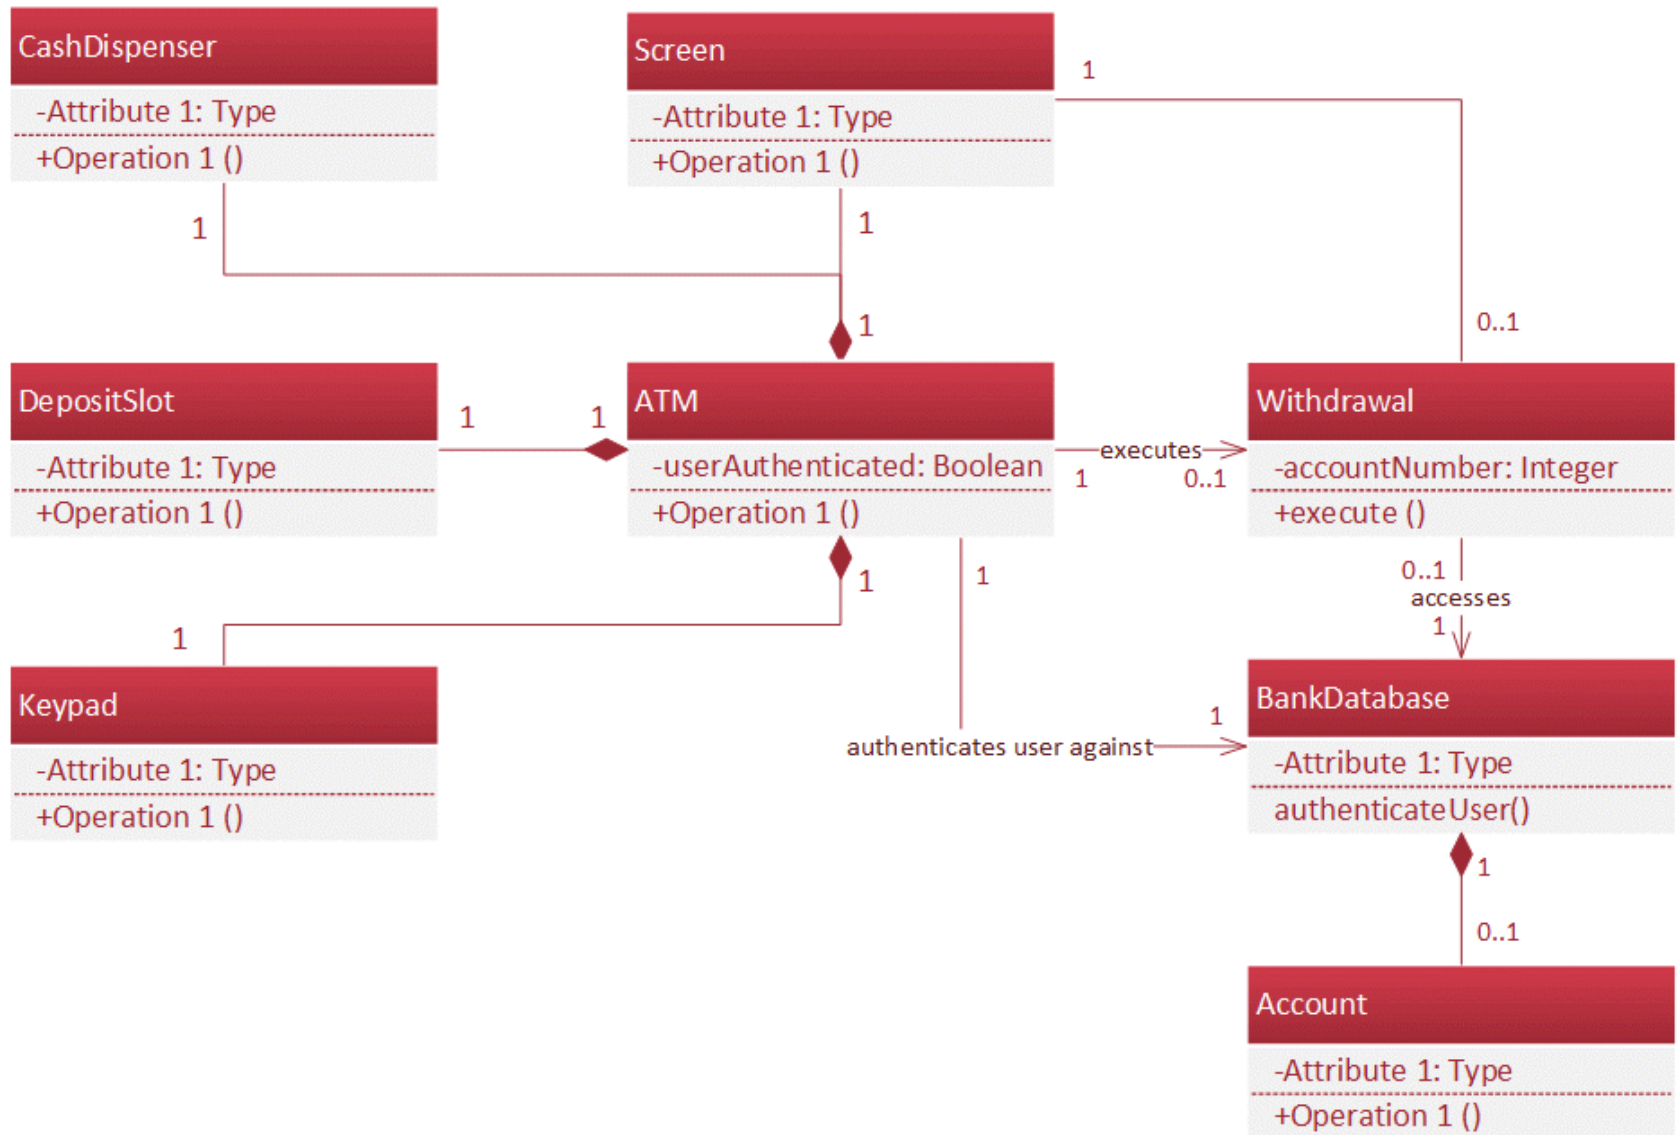 CashDispenser
-Attribute 1: Type
+Operation 1 ()
1
Screen
-Attribute 1: Type
+Operation 1 ()
1
1
0..1
1
DepositSlot
-Attribute 1: Type
+Operation 1 ()
1
1
ATM
-userAuthenticated: Boolean
+Operation 1 ()
executes
1
0..1
Withdrawal
-accountNumber: Integer
+execute ()
0..1
accesses
1
1
1
1
Keypad
-Attribute 1: Type
+Operation 1 ()
authenticates user against
1
BankDatabase
-Attribute 1: Type
authenticateUser()
1
0..1
Account
-Attribute 1: Type
+Operation 1 ()